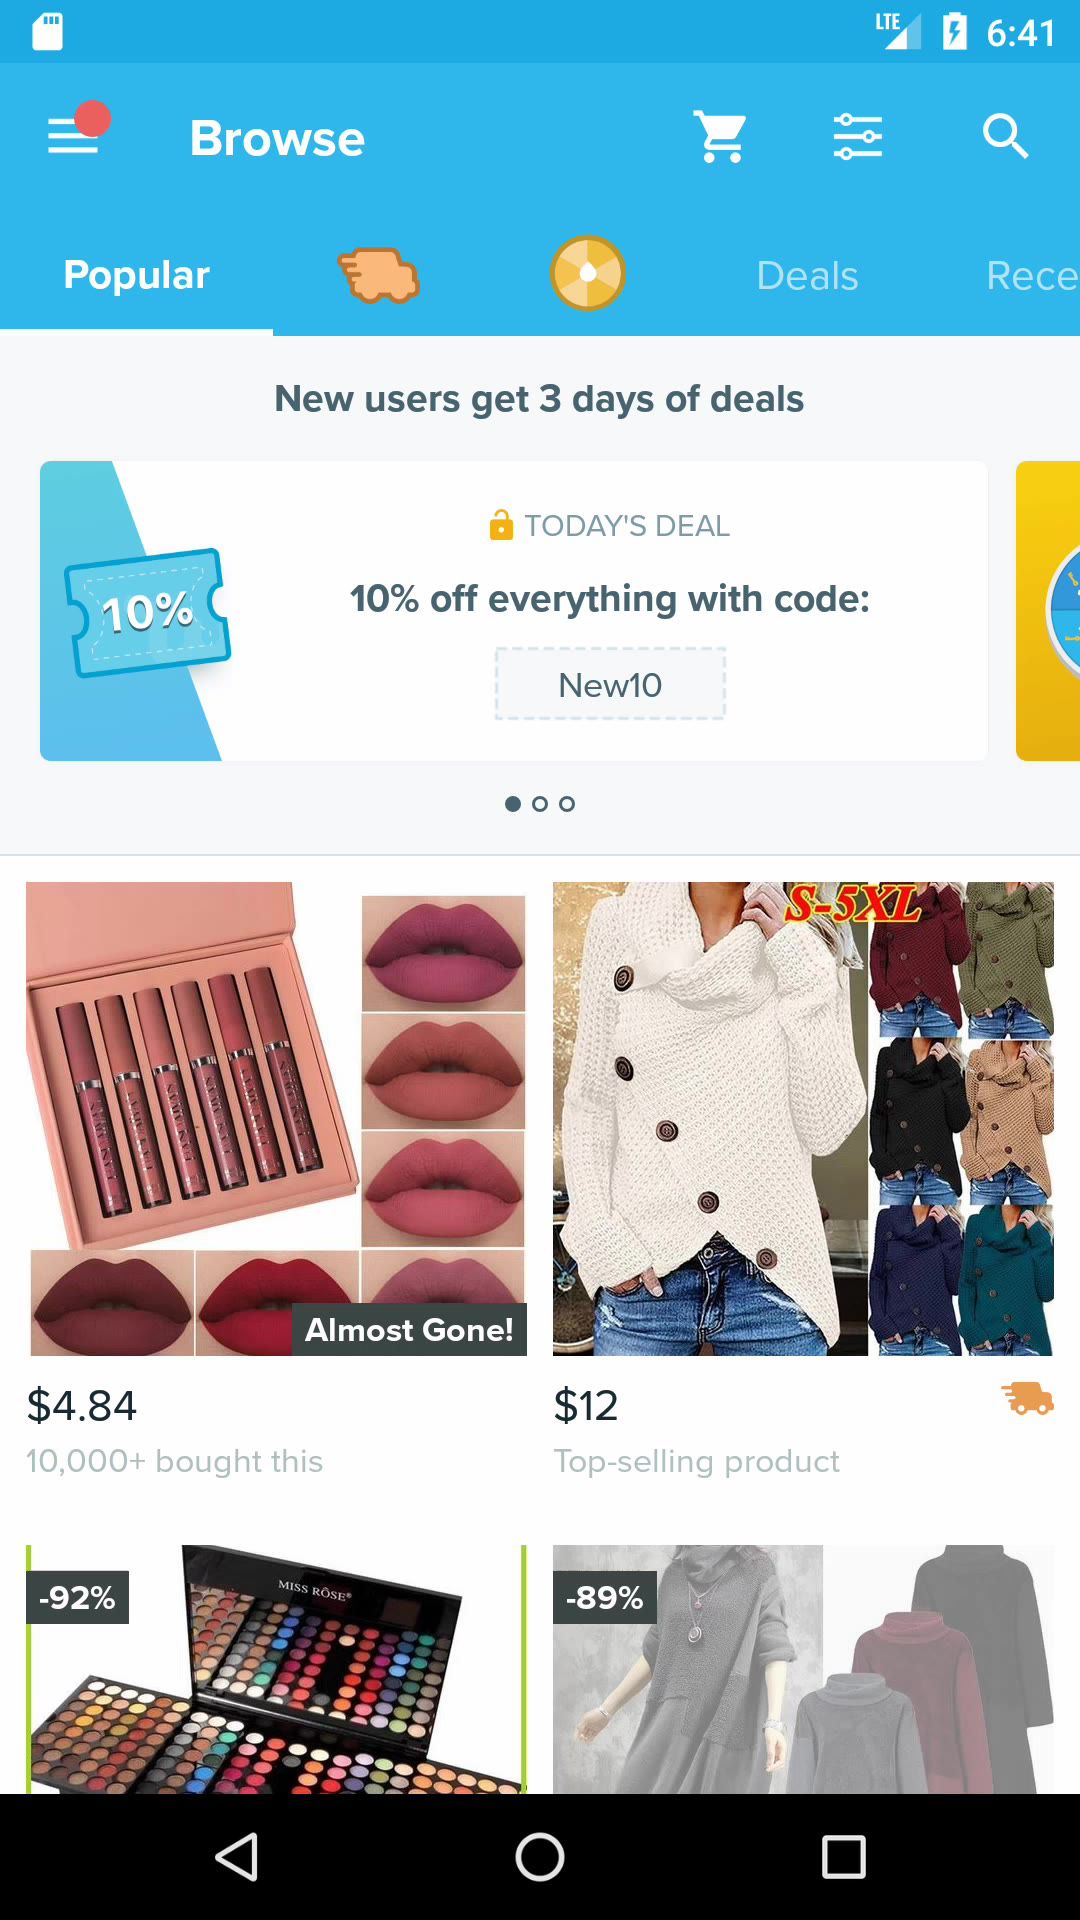 LTE 6:41
Browse
Popular Deals Rece
New users get 3 days of deals
TODAY'S DEAL
10%
10% off everything with code:
New10
S-5XL
Almost Gone!
$4.84 $12
10,000+ bought this Top-selling product
-92% -89%
MISS RÔSE®